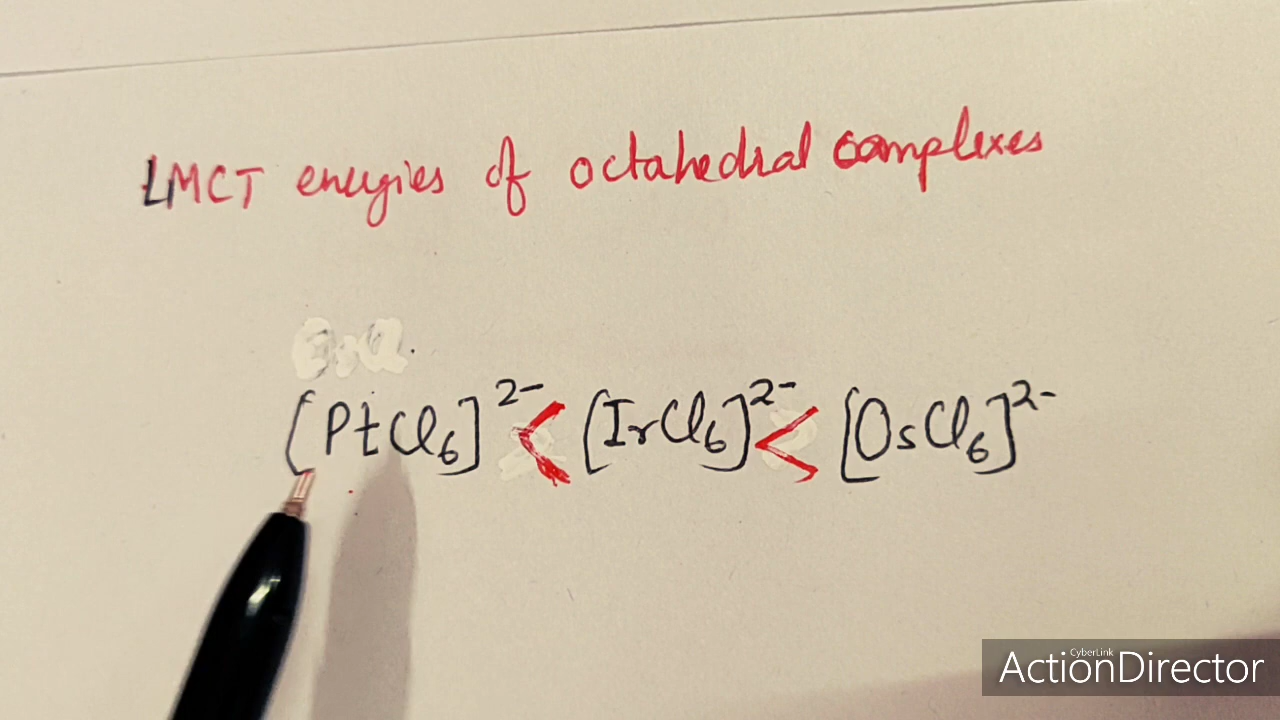 LMCT energies of octahedral complexes
[PtCl6]2- < [IrCl6]2- < [OsCl6]2-
CyberLink
ActionDirector